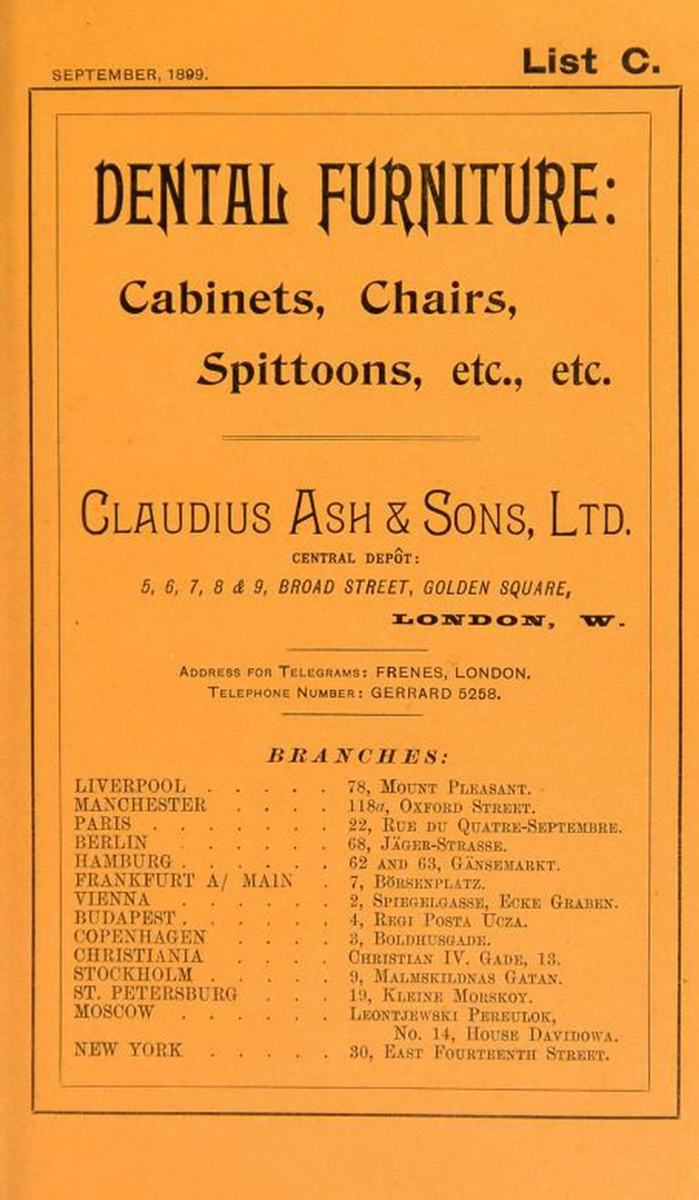 SEPTEMBER, 1899.
List C.
DENTAL FURNITURE:
Cabinets, Chairs,
Spittoons, etc., etc.
CLAUDIUS ASH & SONS, LTD.
CENTRAL DEPÔT:
5, 6, 7, 8 & 9, BROAD STREET, GOLDEN SQUARE,
LONDON, W.
ADDRESS FOR TELEGRAMS: FRENES, LONDON.
TELEPHONE NUMBER: GERRARD 5258.
BRANCHES:
LIVERPOOL . . . . . 78, MOUNT PLEASANT.
MANCHESTER . . . . 118a, OXFORD STREET.
PARIS . . . . . . . 22, RUE DU QUATRE-SEPTEMBRE.
BERLIN . . . . . . 68, JÄGER-STRASSE.
HAMBURG . . . . . . 62 AND 63, GÄNSEMARKT.
FRANKFURT A/ MAIN . 7, BÖRSENPLATZ.
VIENNA . . . . . . 2, SPIEGELGASSE, ECKE GRABEN.
BUDAPEST . . . . . . 4, REGI POSTA UCZA.
COPENHAGEN . . . . 3, BOLDHUSGADE.
CHRISTIANIA . . . . CHRISTIAN IV. GADE, 13.
STOCKHOLM . . . . . 9, MALMSKILDNAS GATAN.
ST. PETERSBURG . . . 19, KLEINE MORSKOY.
MOSCOW . . . . . . LEONTJEWSKI PEREULOK,
No. 14, HOUSE DAVIDOWA.
NEW YORK . . . . . 30, EAST FOURTEENTH STREET.